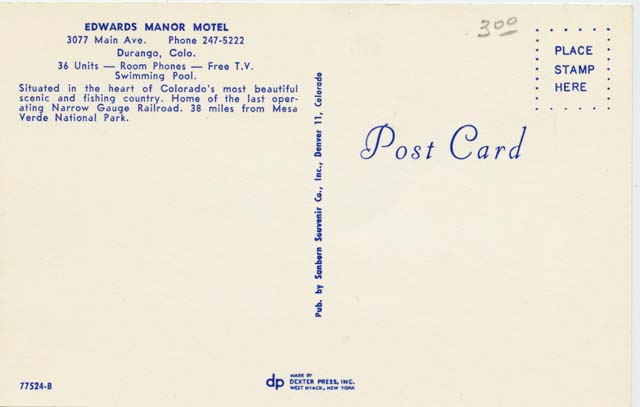 EDWARDS MANOR MOTEL
3077 Main Ave. Phone 247-5222
Durango, Colo.
36 Units — Room Phones — Free T.V.
Swimming Pool.
Situated in the heart of Colorado's most beautiful
scenic and fishing country. Home of the last oper-
ating Narrow Gauge Railroad. 38 miles from Mesa
Verde National Park.
Pub. by Sanborn Souvenir Co., Inc., Denver 11, Colorado
300
PLACE
STAMP
HERE
Post Card
77524-B
dp
MADE BY
DEXTER PRESS, INC.
WEST NYACK, NEW YORK